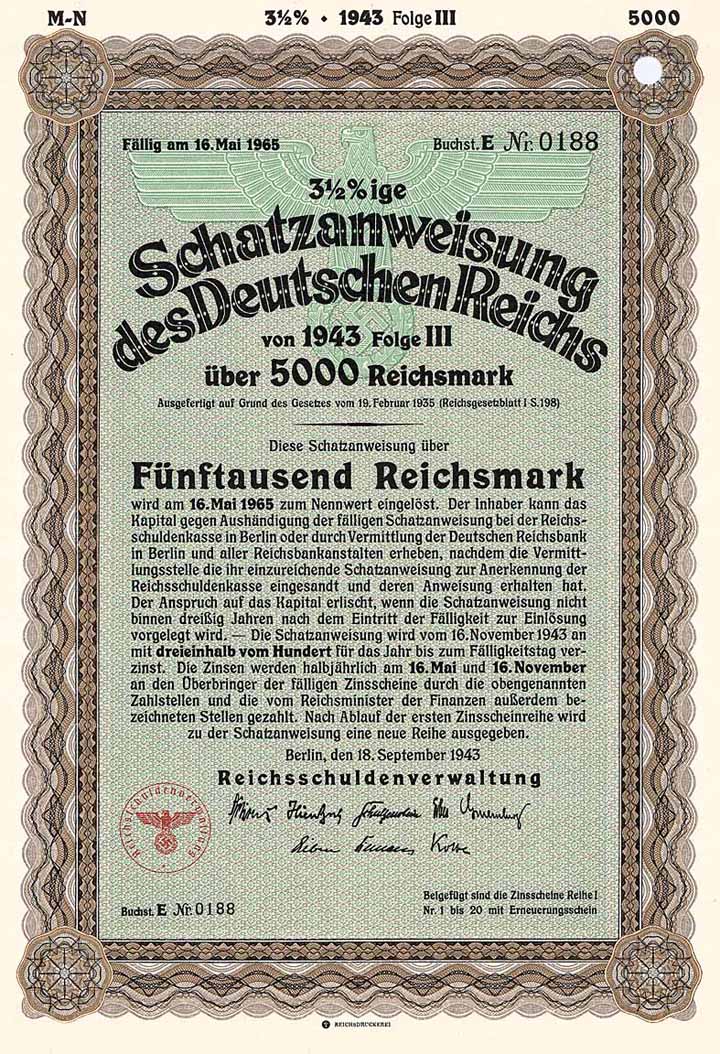 M-N 3½% • 1943 Folge III 5000
Fällig am 16. Mai 1965 Buchst. E Nr. 0188
3½% ige
Schatzanweisung
des Deutschen Reichs
von 1943 Folge III
über 5000 Reichsmark
Ausgefertigt auf Grund des Gesetzes vom 19. Februar 1935 (Reichsgesetzblatt I S. 198)
Diese Schatzanweisung über
Fünftausend Reichsmark
wird am 16. Mai 1965 zum Nennwert eingelöst. Der Inhaber kann das
Kapital gegen Aushändigung der fälligen Schatzanweisung bei der Reichs-
schuldenkasse in Berlin oder durch Vermittlung der Deutschen Reichsbank
in Berlin und aller Reichsbankanstalten erheben, nachdem die Vermitt-
lungsstelle die ihr einzureichende Schatzanweisung zur Anerkennung der
Reichsschuldenkasse eingesandt und deren Anweisung erhalten hat.
Der Anspruch auf das Kapital erlischt, wenn die Schatzanweisung nicht
binnen dreißig Jahren nach dem Eintritt der Fälligkeit zur Einlösung
vorgelegt wird. — Die Schatzanweisung wird vom 16. November 1943 an
mit dreieinhalb vom Hundert für das Jahr bis zum Fälligkeitstag ver-
zinst. Die Zinsen werden halbjährlich am 16. Mai und 16. November
an den Überbringer der fälligen Zinsscheine durch die obengenannten
Zahlstellen und die vom Reichsminister der Finanzen außerdem be-
zeichneten Stellen gezahlt. Nach Ablauf der ersten Zinsscheinreihe wird
zu der Schatzanweisung eine neue Reihe ausgegeben.
Berlin, den 18. September 1943
Reichsschuldenverwaltung
Reichsschuldenverwaltung
Buchst. E Nr. 0188
Beigefügt sind die Zinsscheine Reihe I
Nr. 1 bis 20 mit Erneuerungsschein
REICHSDRUCKEREI